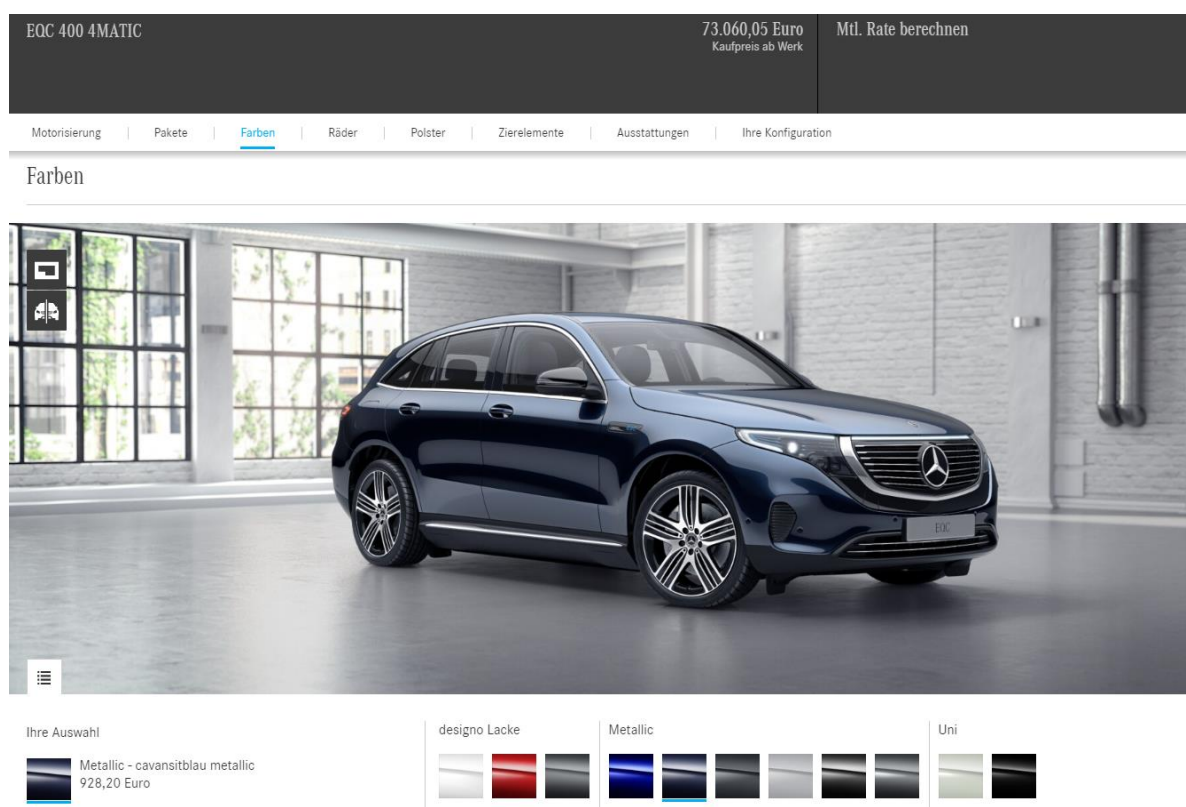 EQC 400 4MATIC
73.060,05 Euro
Kaufpreis ab Werk
Mtl. Rate berechnen
Motorisierung
Pakete
Farben
Räder
Polster
Zierelemente
Ausstattungen
Ihre Konfiguration
Farben
EQC
Ihre Auswahl
Metallic - cavansitblau metallic
928,20 Euro
designo Lacke
Metallic
Uni